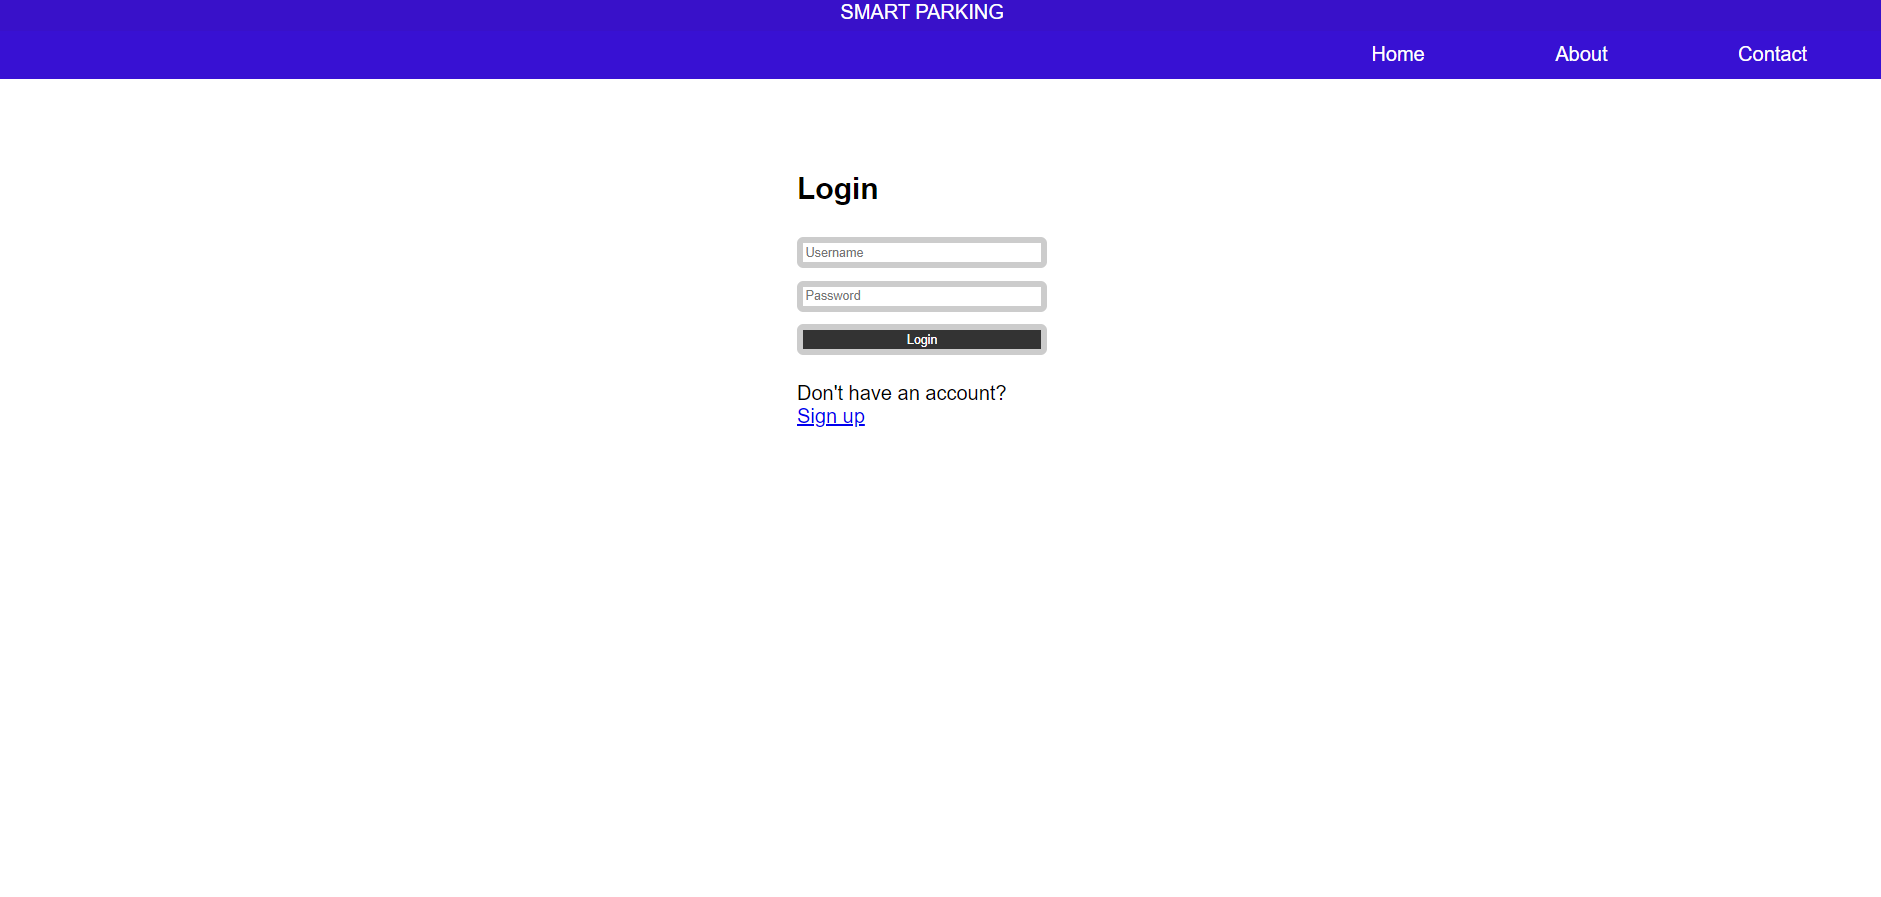 SMART PARKING
Home About Contact
Login
Username
Password
Login
Don't have an account?
Sign up